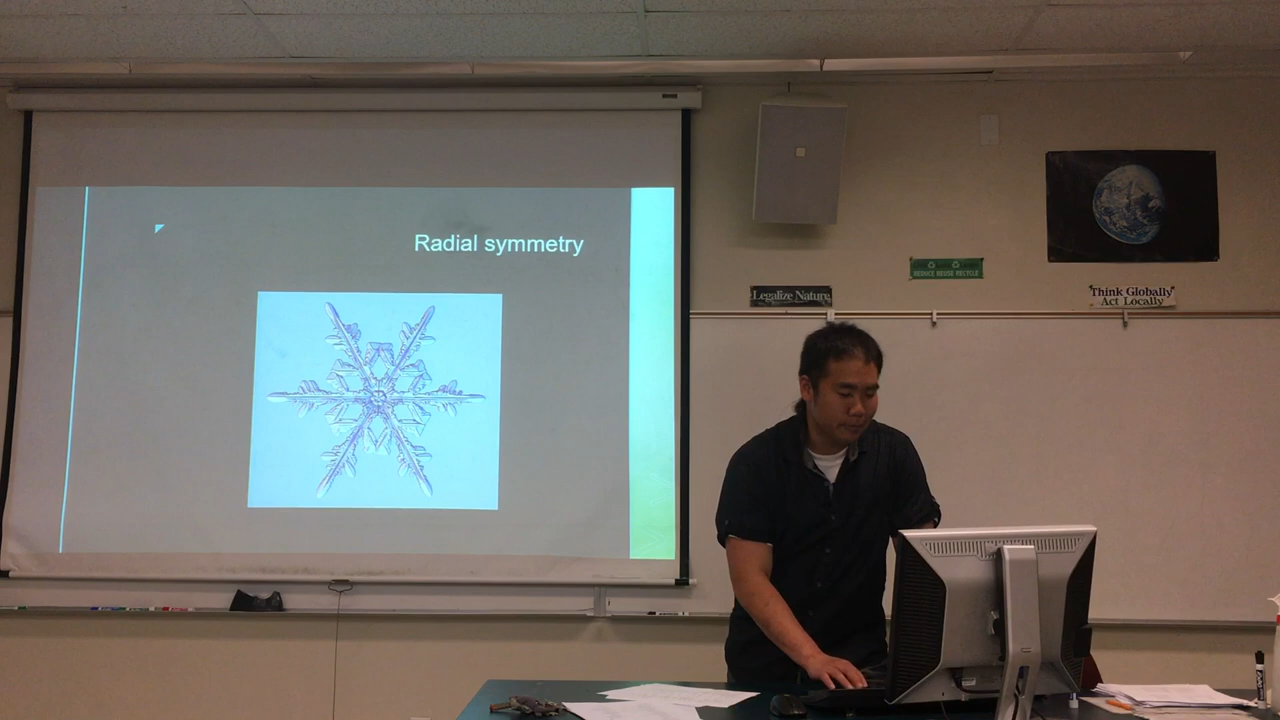 Radial symmetry
REDUCE REUSE RECYCLE
Legalize Nature
Think Globally
Act Locally